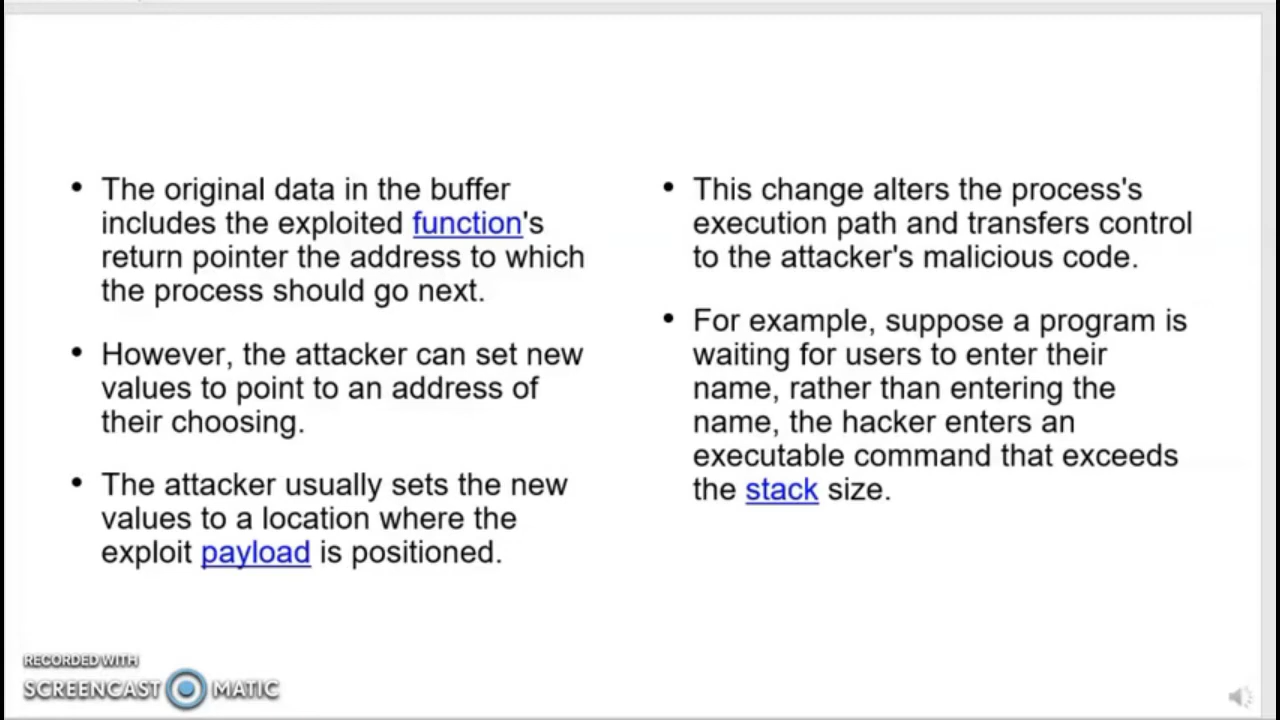 • The original data in the buffer
includes the exploited function's
return pointer the address to which
the process should go next.
• However, the attacker can set new
values to point to an address of
their choosing.
• The attacker usually sets the new
values to a location where the
exploit payload is positioned.
• This change alters the process's
execution path and transfers control
to the attacker's malicious code.
• For example, suppose a program is
waiting for users to enter their
name, rather than entering the
name, the hacker enters an
executable command that exceeds
the stack size.
RECORDED WITH
SCREENCAST MATIC